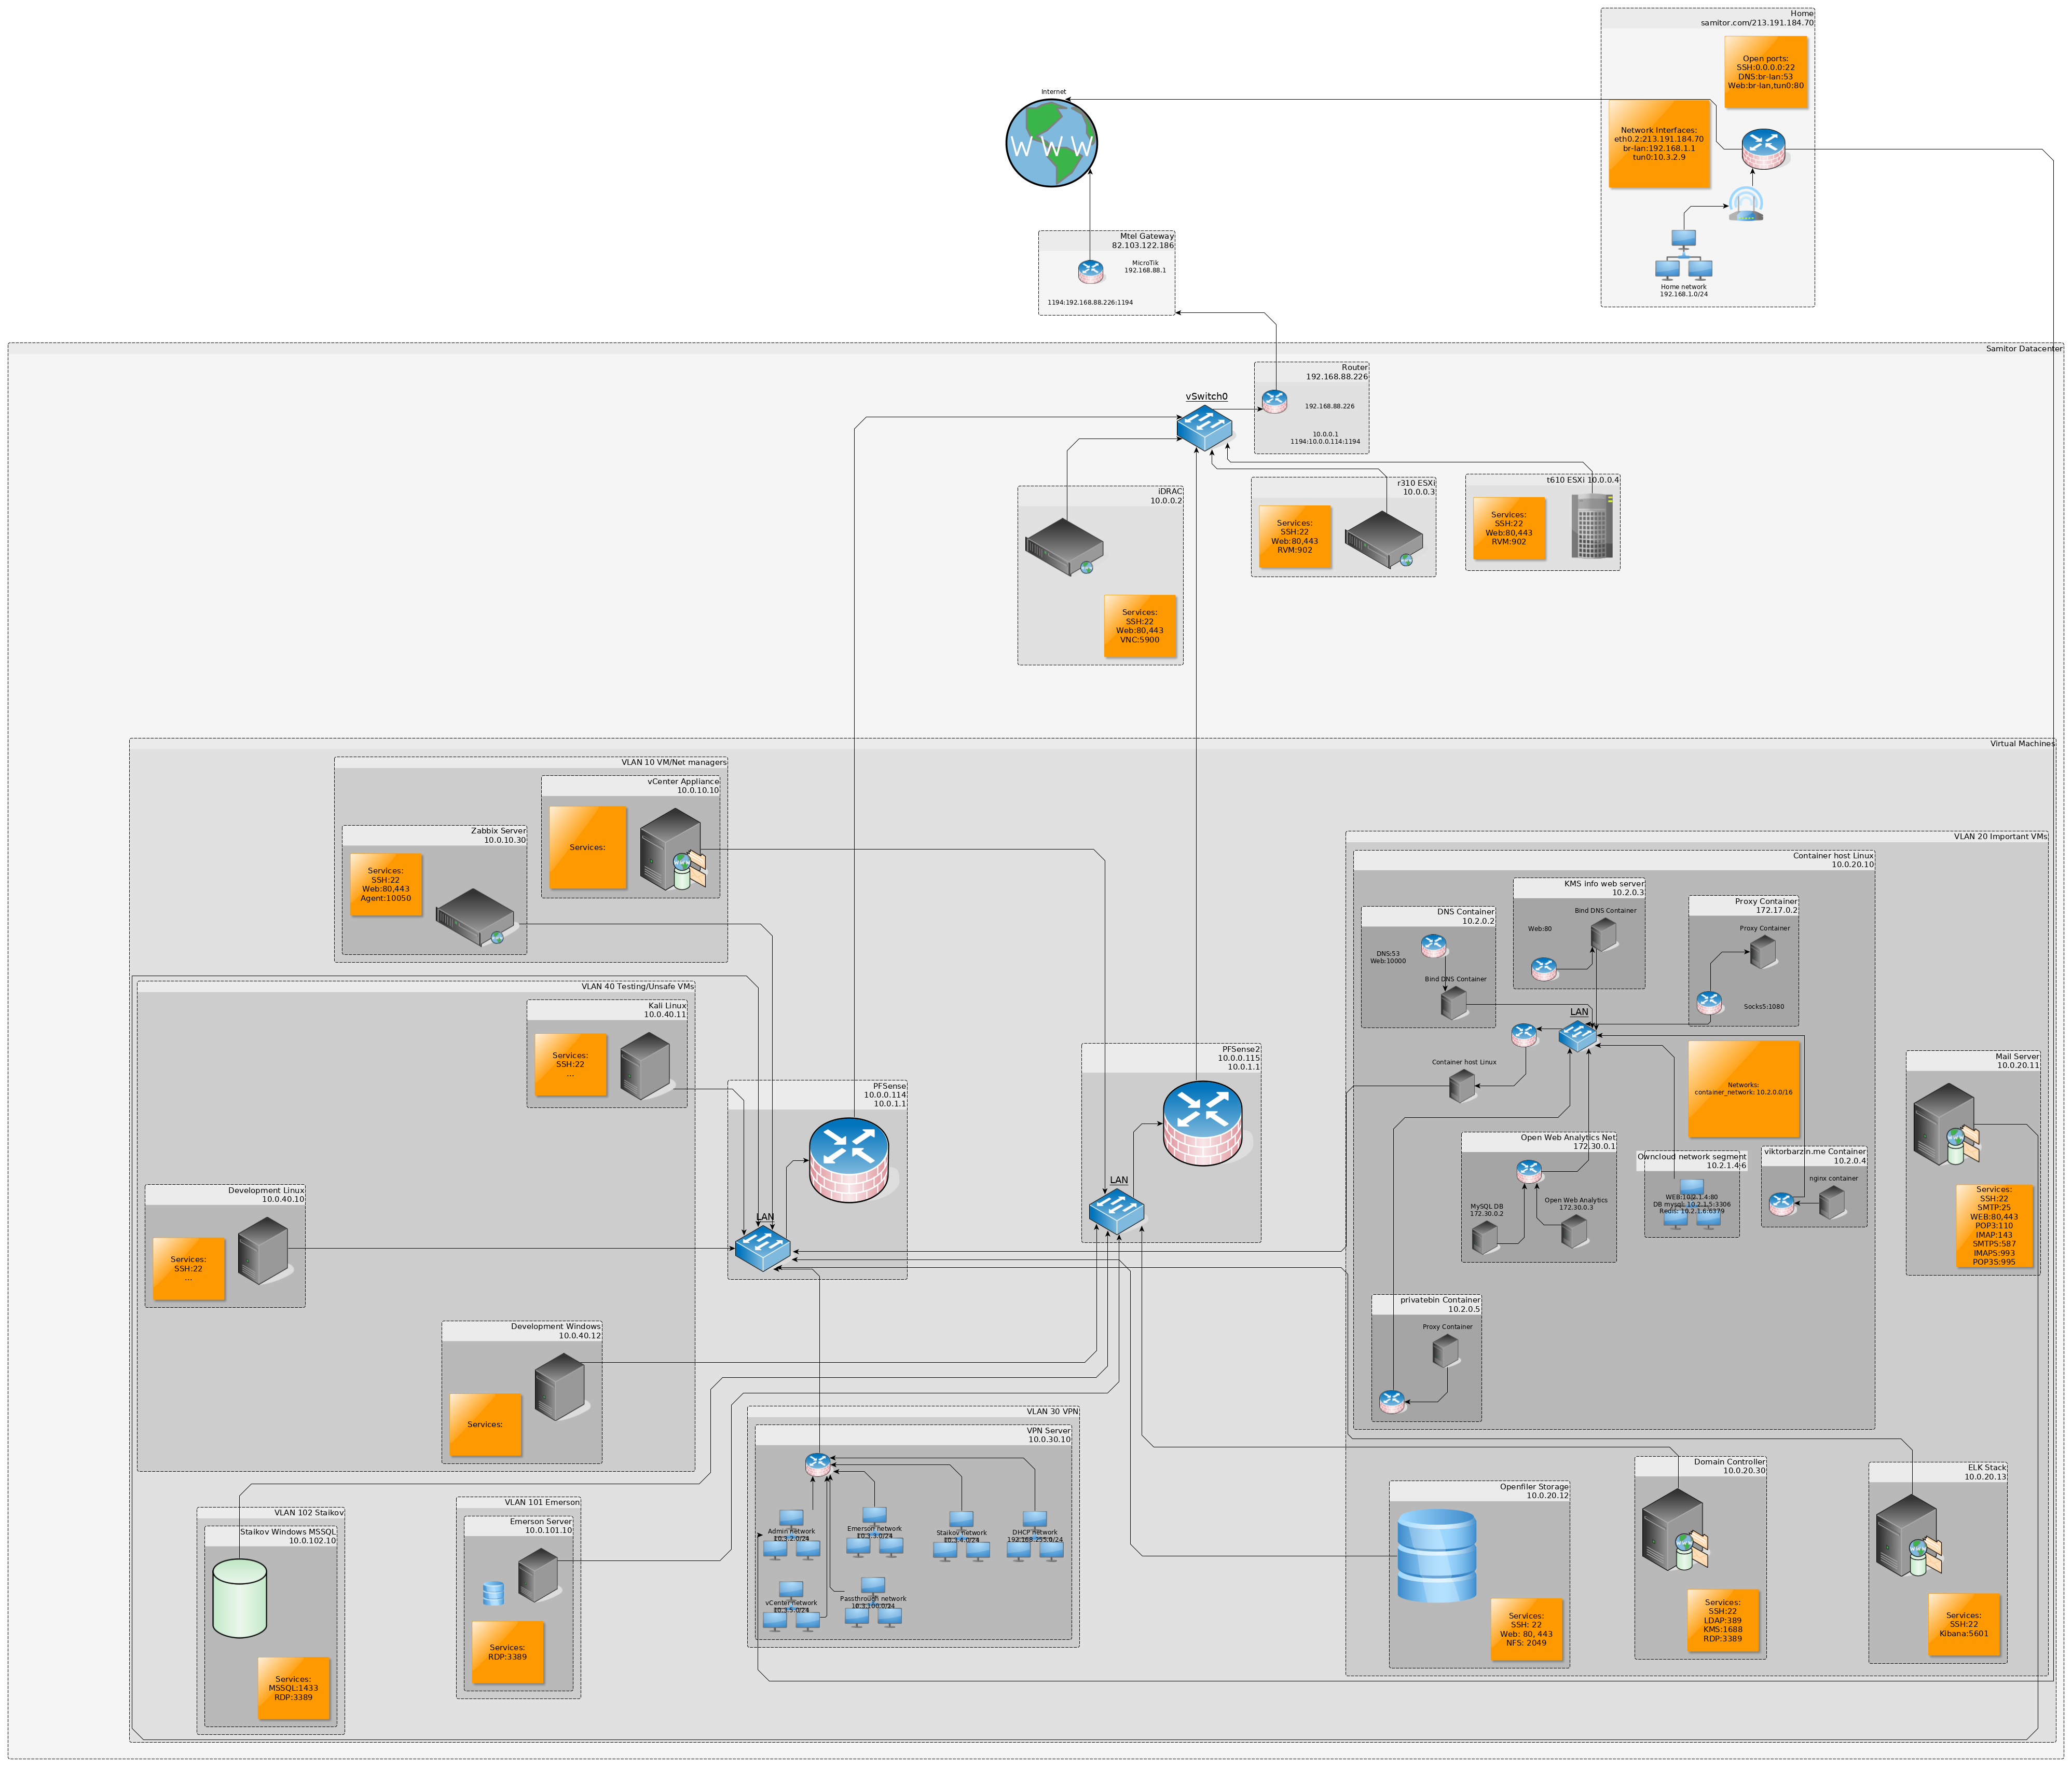 Home
samitor.com/213.191.184.70
Open ports:
SSH:0.0.0.0:22
DNS:br-lan:53
Web:br-lan,tun0:80
Network Interfaces:
eth0.2:213.191.184.70
br-lan:192.168.1.1
tun0:10.3.2.9
Home network
192.168.1.0/24
Internet
WWW
Mtel Gateway
82.103.122.186
MicroTik
192.168.88.1
1194:192.168.88.226:1194
Samitor Datacenter
Router
192.168.88.226
192.168.88.226
10.0.0.1
1194:10.0.0.114:1194
vSwitch0
iDRAC
10.0.0.2
Services:
SSH:22
Web:80,443
VNC:5900
r310 ESXi
10.0.0.3
Services:
SSH:22
Web:80,443
RVM:902
t610 ESXi 10.0.0.4
Services:
SSH:22
Web:80,443
RVM:902
Virtual Machines
VLAN 10 VM/Net managers
vCenter Appliance
10.0.10.10
Services:
Zabbix Server
10.0.10.30
Services:
SSH:22
Web:80,443
Agent:10050
VLAN 40 Testing/Unsafe VMs
Kali Linux
10.0.40.11
Services:
SSH:22
...
Development Linux
10.0.40.10
Services:
SSH:22
...
Development Windows
10.0.40.12
Services:
PFSense
10.0.0.114
10.0.1.1
LAN
PFSense2
10.0.0.115
10.0.1.1
LAN
VLAN 20 Important VMs
Container host Linux
10.0.20.10
DNS Container
10.2.0.2
DNS:53
Web:10000
Bind DNS Container
KMS info web server
10.2.0.3
Bind DNS Container
Web:80
Proxy Container
172.17.0.2
Proxy Container
Socks5:1080
LAN
Container host Linux
Networks:
container_network: 10.2.0.0/16
Open Web Analytics Net
172.30.0.1
MySQL DB
172.30.0.2
Open Web Analytics
172.30.0.3
Owncloud network segment
10.2.1.4-6
WEB:10.2.1.4:80
DB mysql: 10.2.1.5:3306
Redis: 10.2.1.6:6379
viktorbarzin.me Container
10.2.0.4
nginx container
privatebin Container
10.2.0.5
Proxy Container
Mail Server
10.0.20.11
Services:
SSH:22
SMTP:25
WEB:80,443
POP3:110
IMAP:143
SMTPS:587
IMAPS:993
POP3S:995
VLAN 30 VPN
VPN Server
10.0.30.10
Admin network
10.3.2.0/24
Emerson network
10.3.3.0/24
Staikov network
10.3.4.0/24
DHCP network
192.168.255.0/24
vCenter network
10.3.5.0/24
Passthrough network
10.3.100.0/24
VLAN 102 Staikov
Staikov Windows MSSQL
10.0.102.10
Services:
MSSQL:1433
RDP:3389
VLAN 101 Emerson
Emerson Server
10.0.101.10
Services:
RDP:3389
Openfiler Storage
10.0.20.12
Services:
SSH: 22
Web: 80, 443
NFS: 2049
Domain Controller
10.0.20.30
Services:
SSH:22
LDAP:389
KMS:1688
RDP:3389
ELK Stack
10.0.20.13
Services:
SSH:22
Kibana:5601